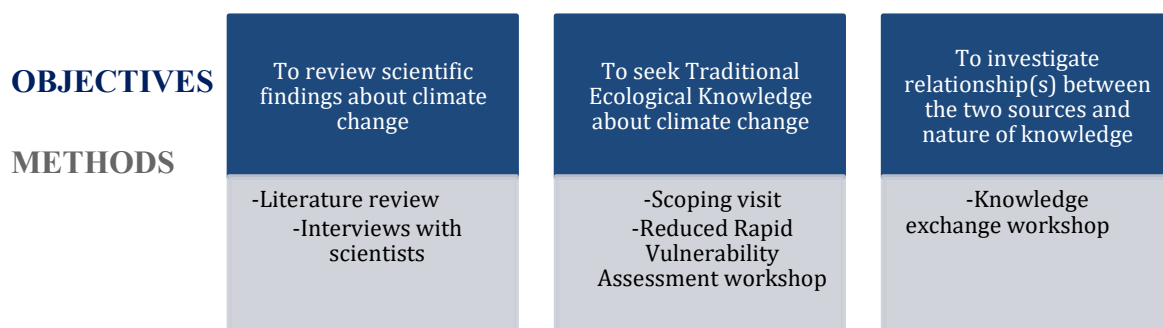 OBJECTIVES
METHODS
To review scientific
findings about climate
change
-Literature review
-Interviews with
scientists
To seek Traditional
Ecological Knowledge
about climate change
-Scoping visit
-Reduced Rapid
Vulnerability
Assessment workshop
To investigate
relationship(s) between
the two sources and
nature of knowledge
-Knowledge
exchange workshop